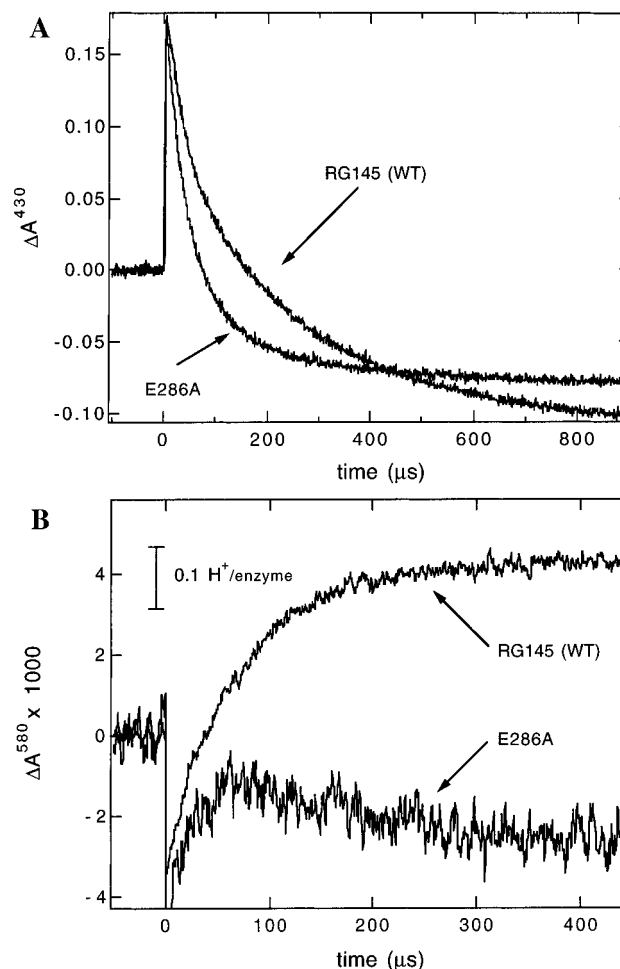 A
0.15
0.10
0.05
0.00
-0.05
-0.10
ΔA⁴³⁰
RG145 (WT)
E286A
0
200
400
600
800
time (μs)
B
4
2
0
-2
-4
ΔA⁵⁸⁰ x 1000
0.1 H⁺/enzyme
RG145 (WT)
E286A
0
100
200
300
400
time (μs)